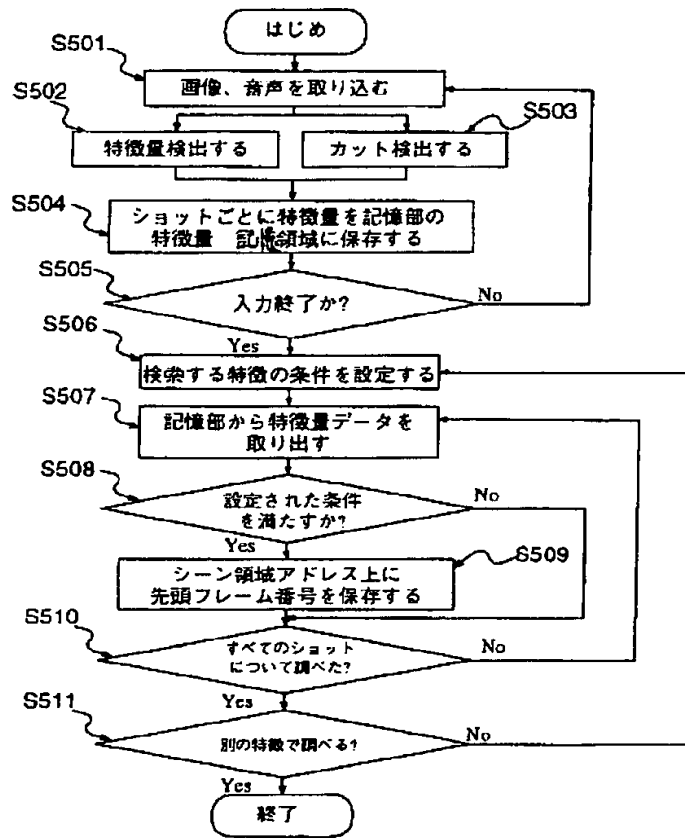 はじめ
S501
画像、音声を取り込む
S502
S503
特徴量検出する
カット検出する
S504
ショットごとに特徴量を記憶部の
特徴量 記憶領域に保存する
S505
入力終了か?
No
Yes
S506
検索する特徴の条件を設定する
S507
記憶部から特徴量データを
取り出す
S508
設定された条件
を満たすか?
No
Yes
S509
シーン領域アドレス上に
先頭フレーム番号を保存する
S510
すべてのショット
について調べた?
No
Yes
S511
別の特徴で調べる?
No
Yes
終了